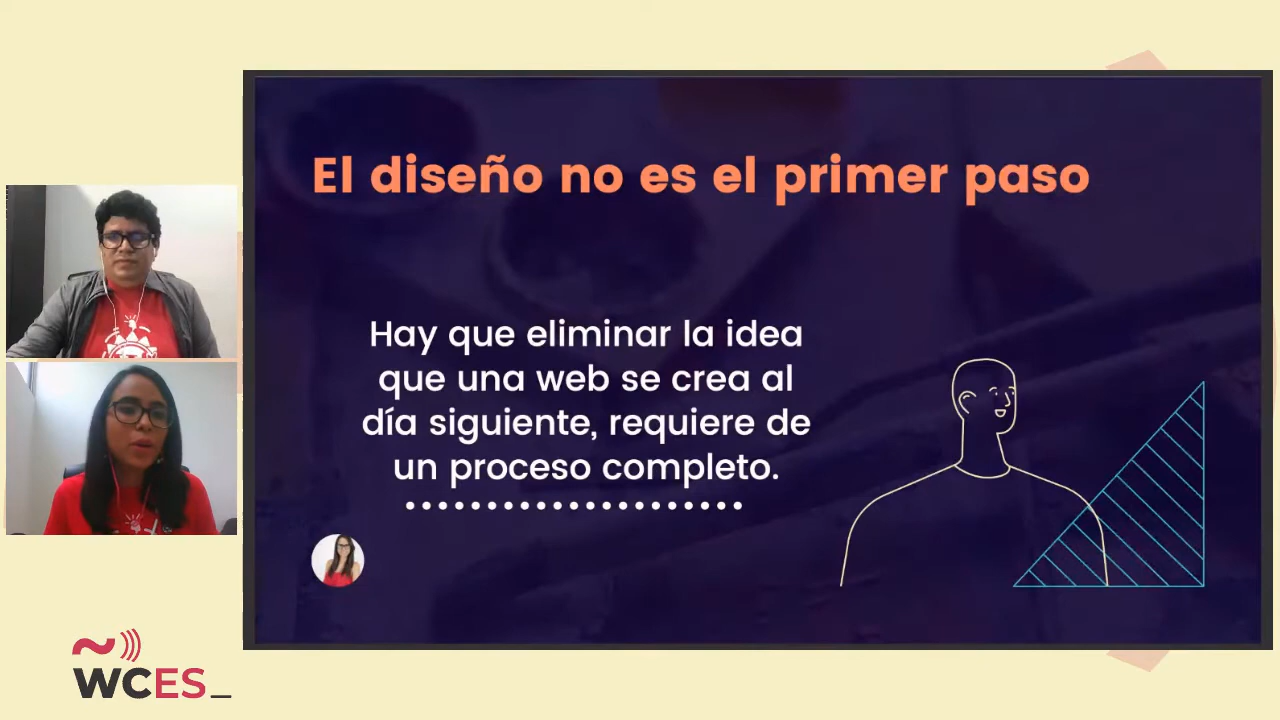 El diseño no es el primer paso
Hay que eliminar la idea
que una web se crea al
día siguiente, requiere de
un proceso completo.
WCES_